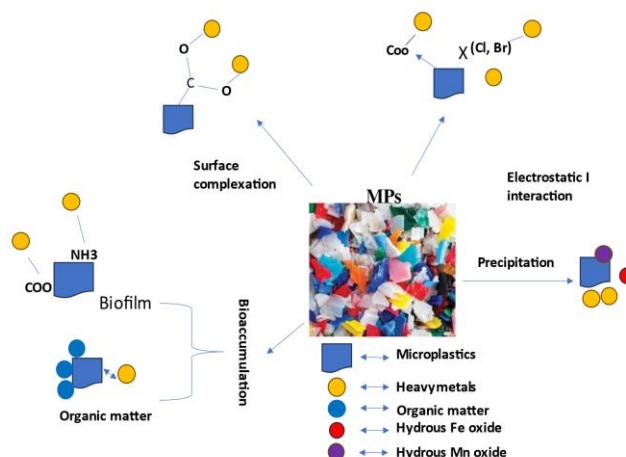 O
C
O
Coo
X (Cl, Br)
Surface
complexation
MPs
Electrostatic I
interaction
NH3
COO
Biofilm
Bioaccumulation
Precipitation
Organic matter
Microplastics
Heavymetals
Organic matter
Hydrous Fe oxide
Hydrous Mn oxide